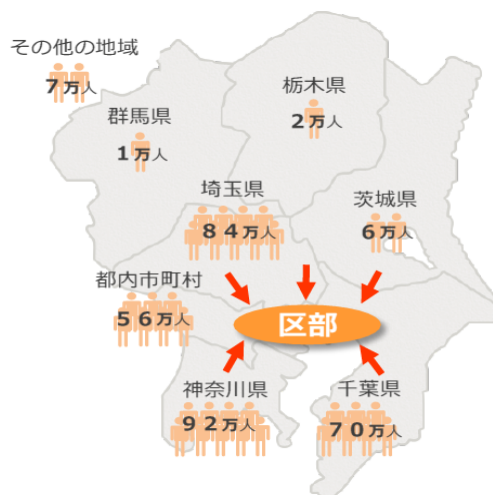 その他の地域
7万人
栃木県
2万人
群馬県
1万人
埼玉県
84万人
茨城県
6万人
都内市町村
56万人
区部
神奈川県
92万人
千葉県
70万人